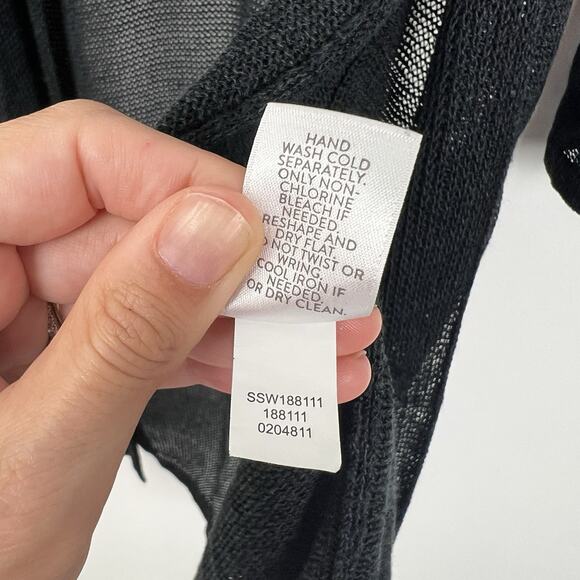 HAND
WASH COLD
SEPARATELY.
ONLY NON-
CHLORINE
BLEACH IF
NEEDED.
RESHAPE AND
DRY FLAT.
NOT TWIST OR
WRING.
COOL IRON IF
NEEDED.
OR DRY CLEAN.
SSW188111
188111
0204811